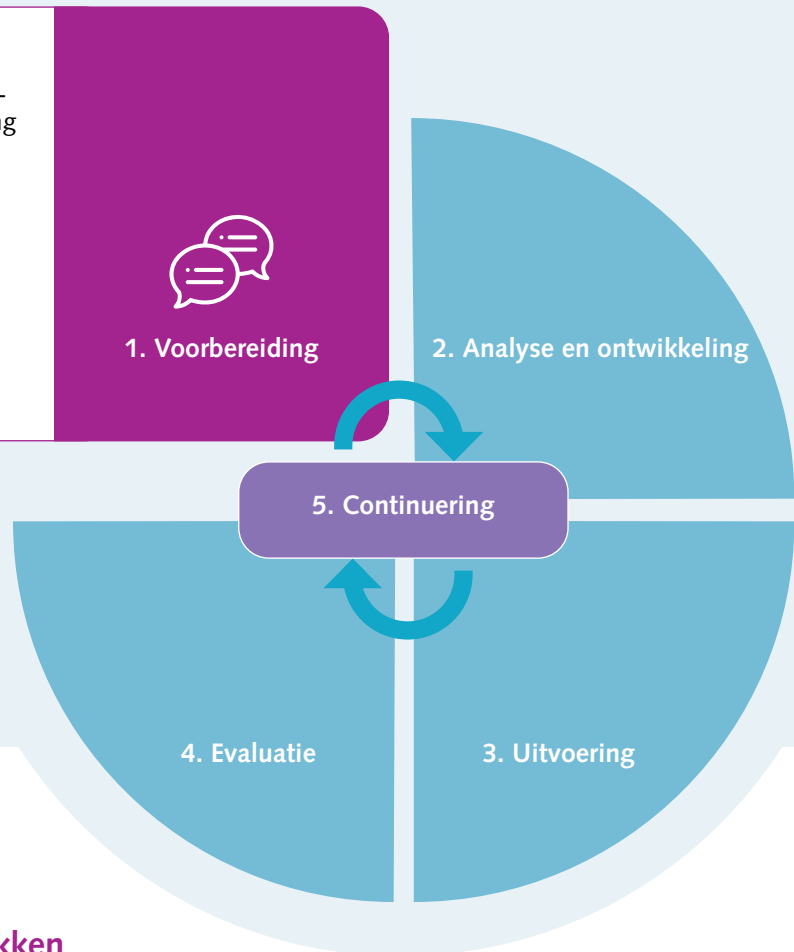 1. Voorbereiding
2. Analyse en ontwikkeling
5. Continuering
4. Evaluatie
3. Uitvoering